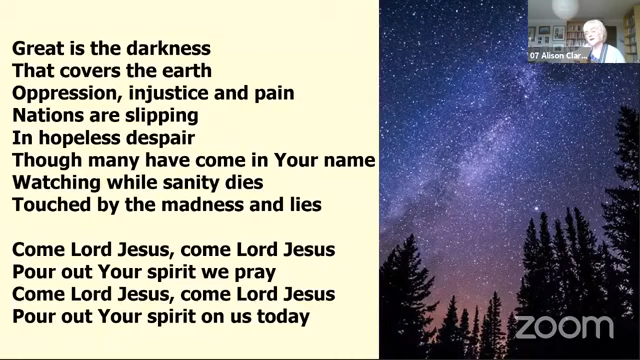 Great is the darkness
That covers the earth
Oppression, injustice and pain
Nations are slipping
In hopeless despair
Though many have come in Your name
Watching while sanity dies
Touched by the madness and lies
Come Lord Jesus, come Lord Jesus
Pour out Your spirit we pray
Come Lord Jesus, come Lord Jesus
Pour out Your spirit on us today
07 Alison Clar...
zoom